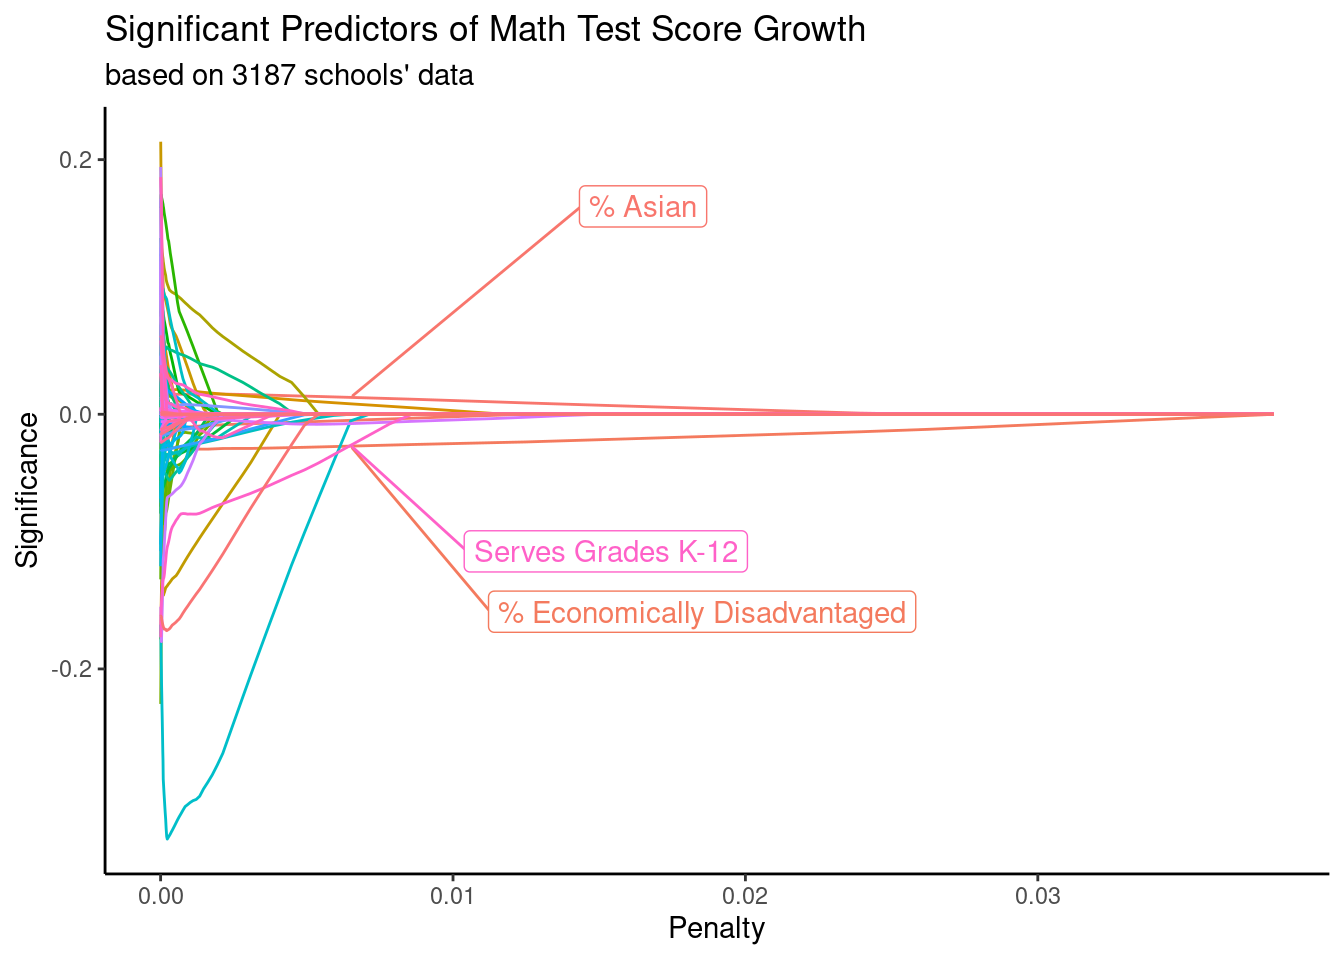 Significant Predictors of Math Test Score Growth
based on 3187 schools' data
0.2
% Asian
0.0
Significance
Serves Grades K-12
% Economically Disadvantaged
-0.2
0.00 0.01 0.02 0.03
Penalty